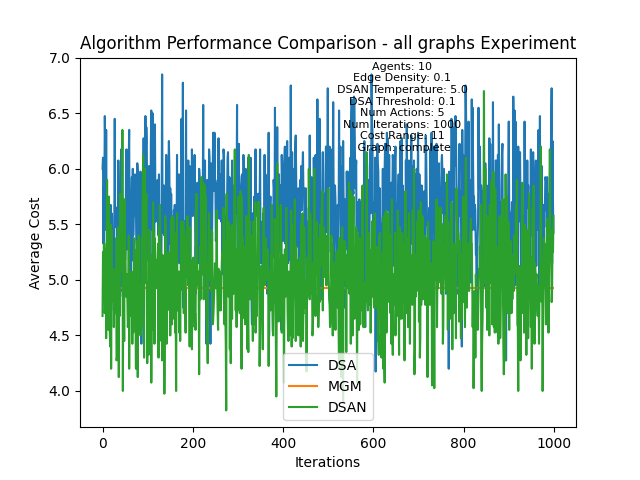 Algorithm Performance Comparison - all graphs Experiment
Agents: 10
Edge Density: 0.1
DSAN Temperature: 5.0
DSA Threshold: 0.1
Num Actions: 5
Num Iterations: 1000
Cost Range: 11
Graph: complete
7.0
6.5
6.0
5.5
5.0
4.5
4.0
Average Cost
DSA
MGM
DSAN
0
200
400
600
800
1000
Iterations